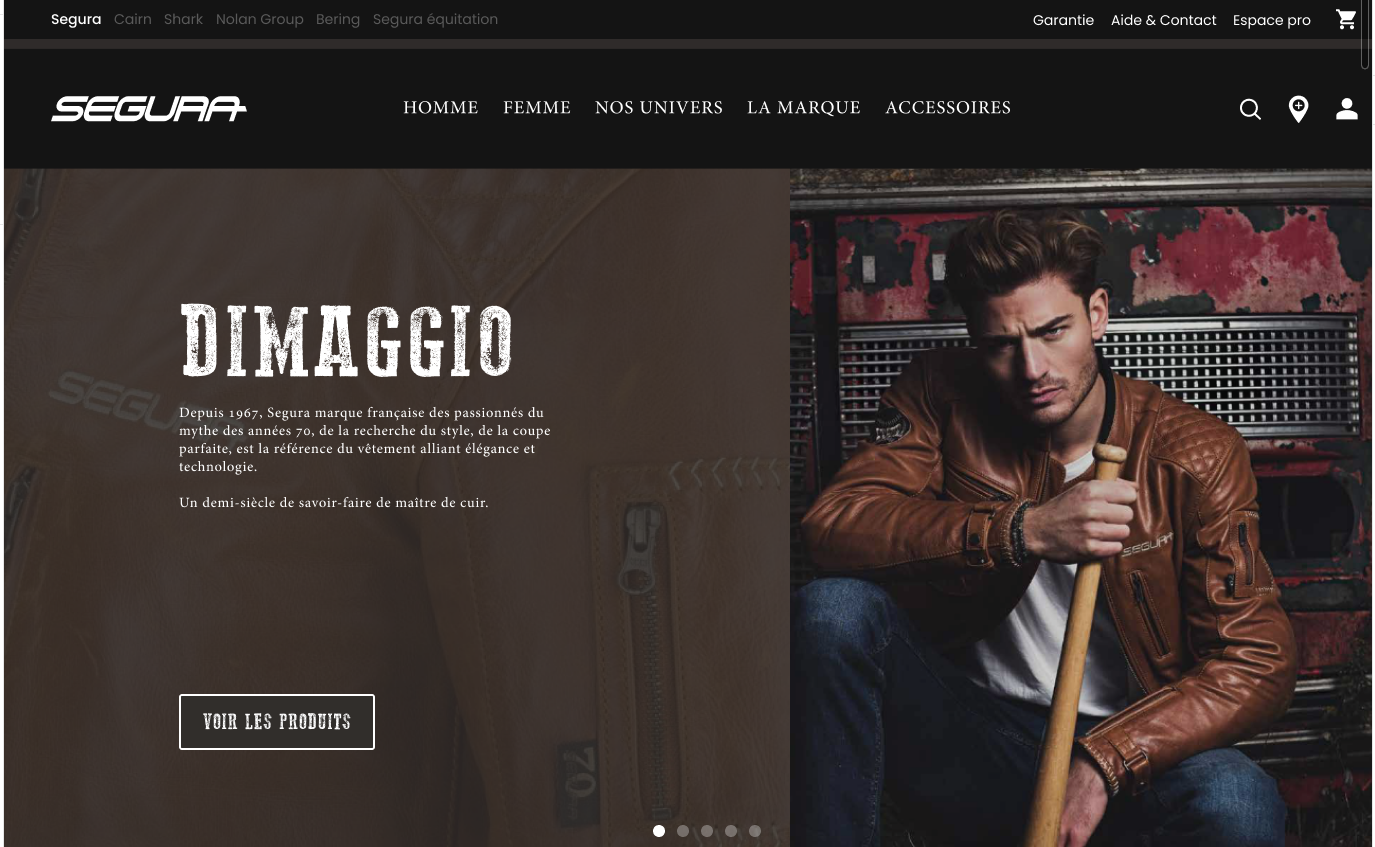 Segura Cairn Shark Nolan Group Bering Segura équitation
Garantie Aide & Contact Espace pro
SEGURA
HOMME FEMME NOS UNIVERS LA MARQUE ACCESSOIRES
DIMAGGIO
SEGURA
Depuis 1967, Segura marque française des passionnés du
mythe des années 70, de la recherche du style, de la coupe
parfaite, est la référence du vêtement alliant élégance et
technologie.
Un demi-siècle de savoir-faire de maître de cuir.
SEGURA
VOIR LES PRODUITS
70